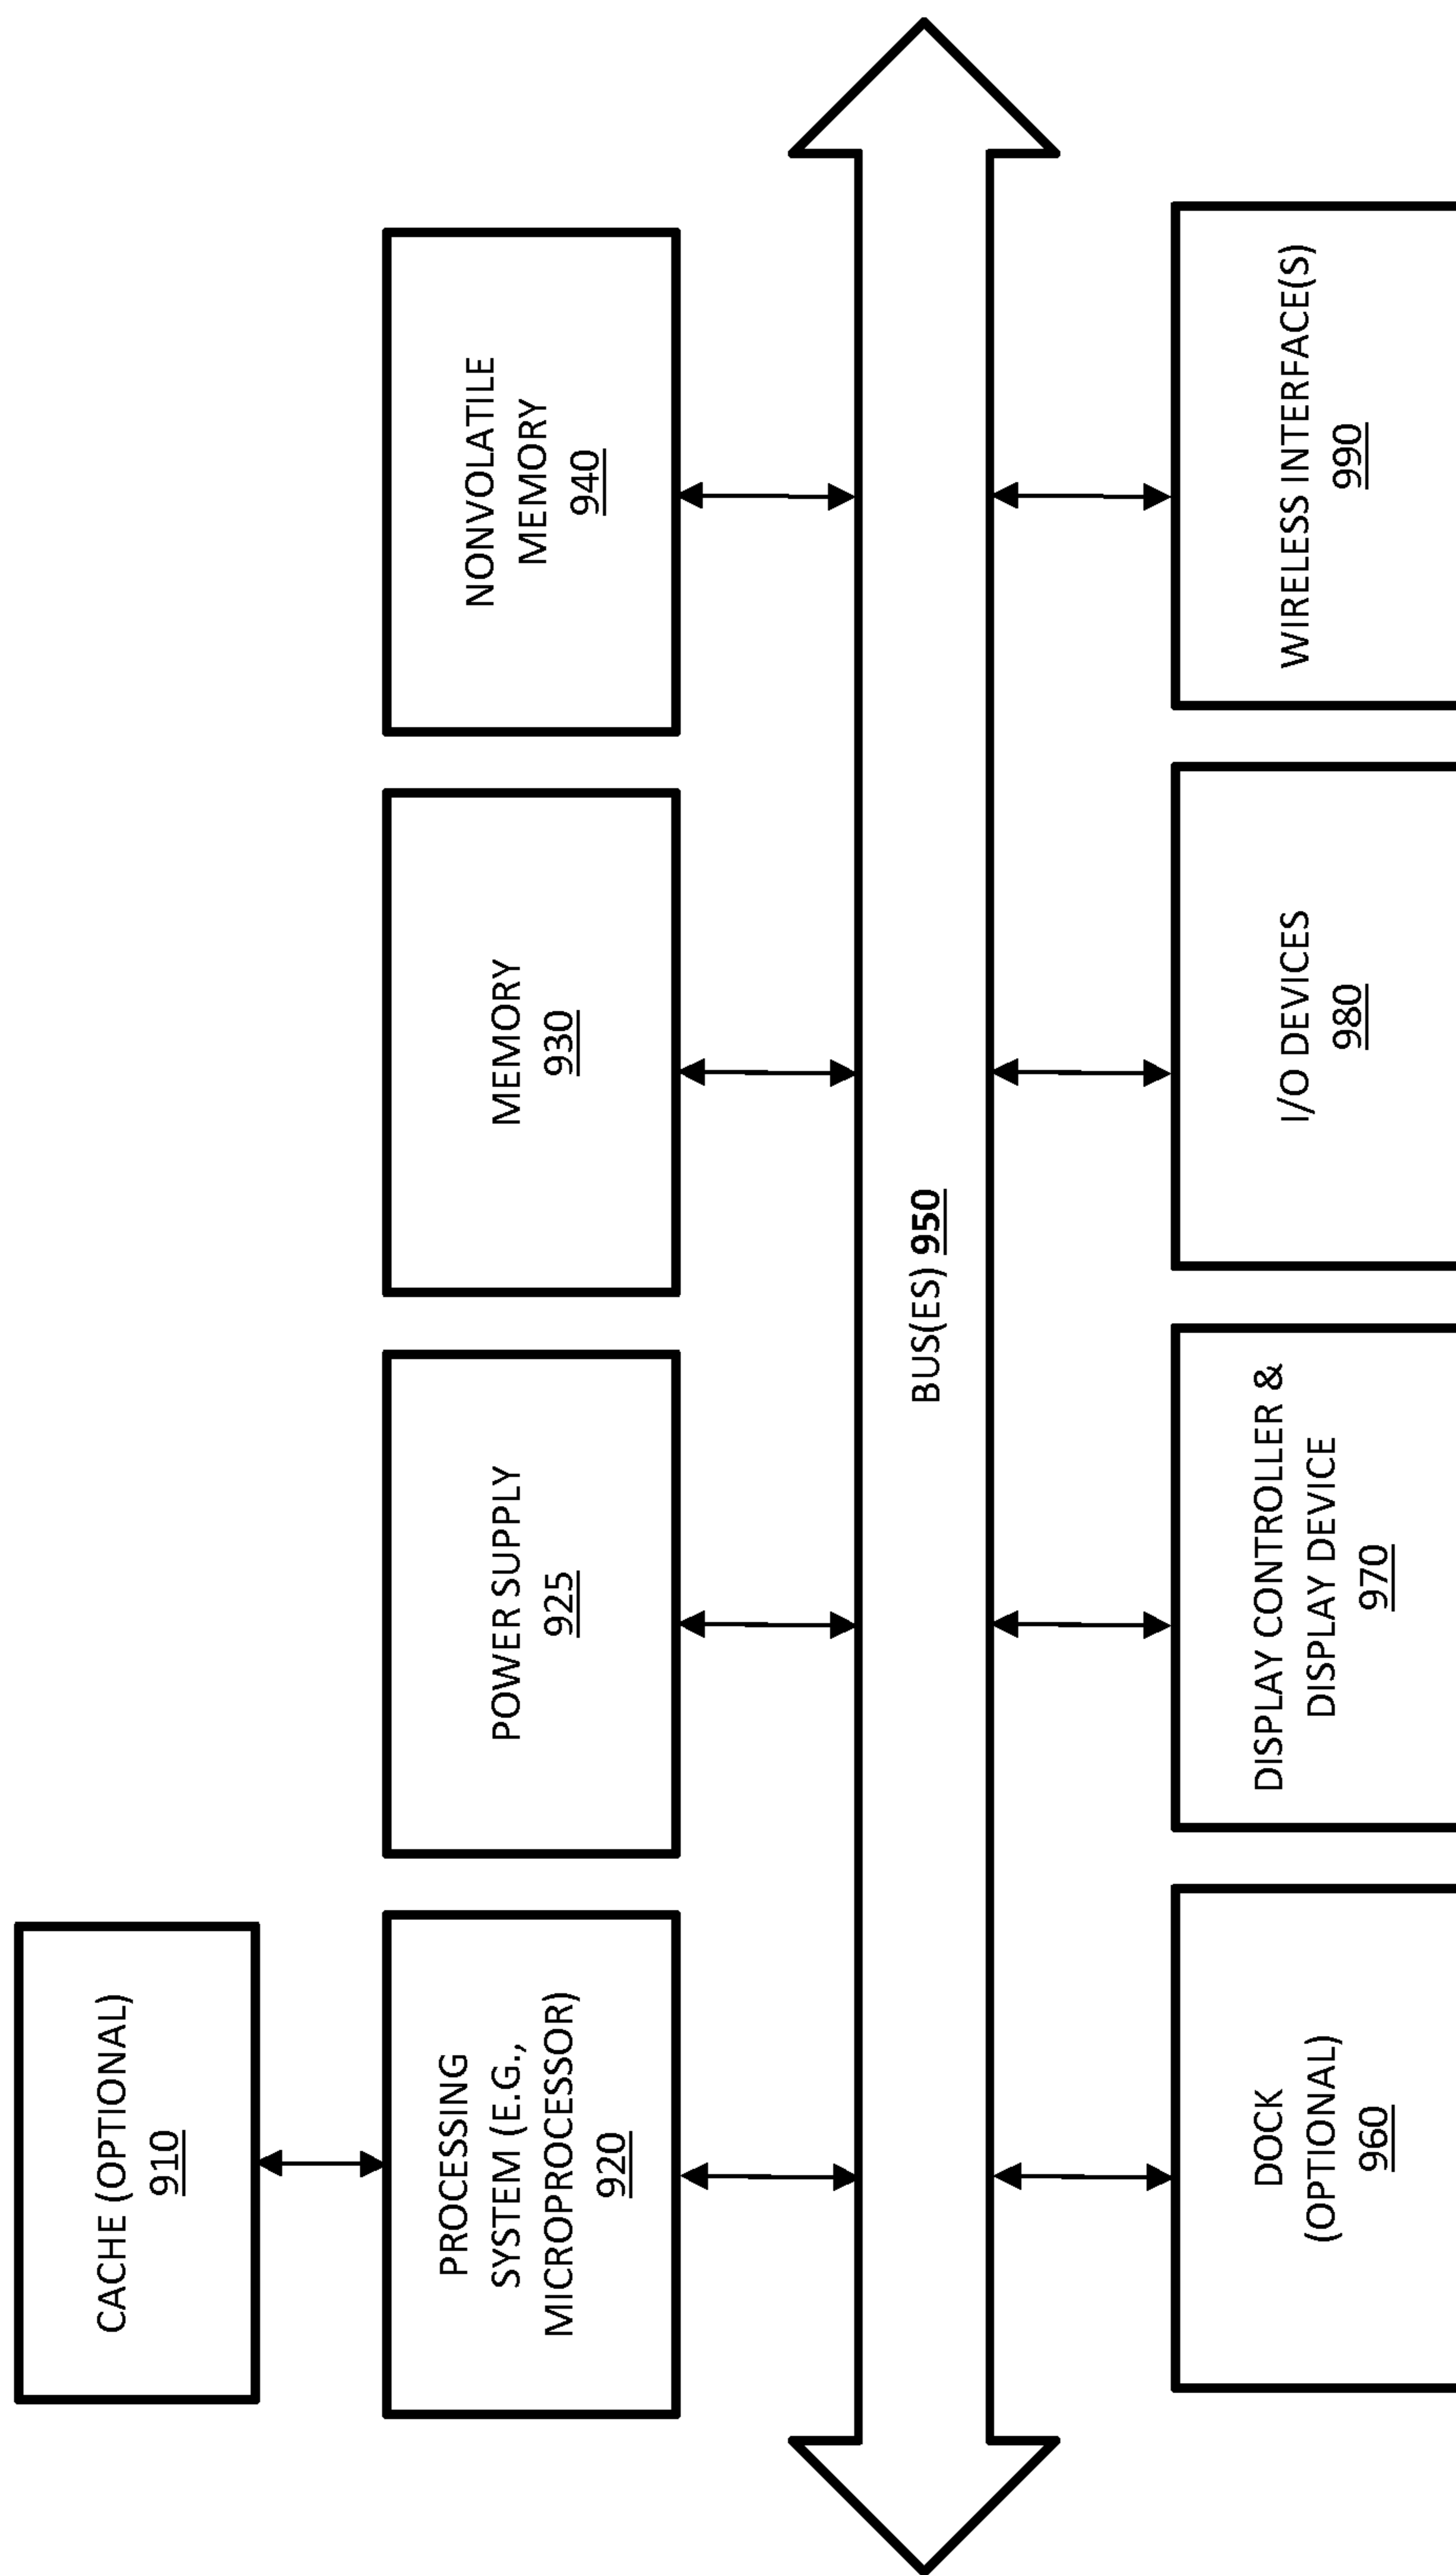 CACHE (OPTIONAL)
910
PROCESSING
SYSTEM (E.G.,
MICROPROCESSOR)
920
POWER SUPPLY
925
MEMORY
930
NONVOLATILE
MEMORY
940
BUS(ES) 950
DOCK
(OPTIONAL)
960
DISPLAY CONTROLLER &
DISPLAY DEVICE
970
I/O DEVICES
980
WIRELESS INTERFACE(S)
990